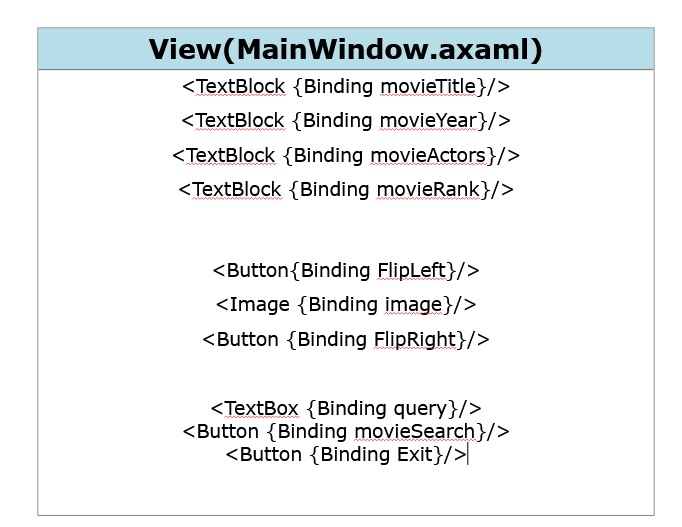 View(MainWindow.axaml)
<TextBlock {Binding movieTitle}/>
<TextBlock {Binding movieYear}/>
<TextBlock {Binding movieActors}/>
<TextBlock {Binding movieRank}/>
<Button{Binding FlipLeft}/>
<Image {Binding image}/>
<Button {Binding FlipRight}/>
<TextBox {Binding query}/>
<Button {Binding movieSearch}/>
<Button {Binding Exit}/>